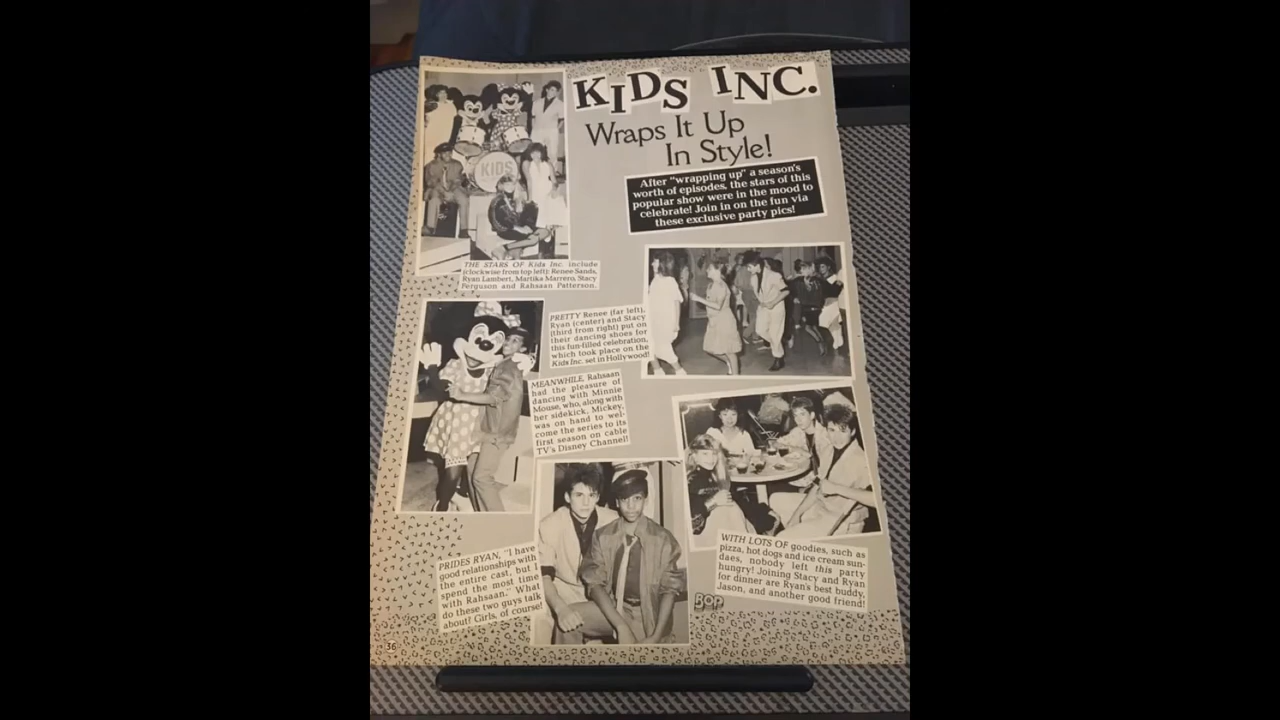 KIDS INC.
Wraps It Up
In Style!
After "wrapping up" a season's
worth of episodes, the stars of this
popular show were in the mood to
celebrate! Join in on the fun via
these exclusive party pics!
KIDS
THE STARS OF Kids Inc. include
(clockwise from top left): Renee Sands,
Ryan Lambert, Martika Marrero, Stacy
Ferguson and Rahsaan Patterson.
PRETTY Renee (far left),
Ryan (center) and Stacy
(third from right) put on
their dancing shoes for
this fun-filled celebration,
which took place on the
Kids Inc. set in Hollywood!
MEANWHILE, Rahsaan
had the pleasure of
dancing with Minnie
Mouse, who, along with
her sidekick, Mickey,
was on hand to wel-
come the series to its
first season on cable
TV's Disney Channel!
PRIDES RYAN, "I have
good relationships with
the entire cast, but I
spend the most time
with Rahsaan." What
do these two guys talk
about? Girls, of course!
WITH LOTS OF goodies, such as
pizza, hot dogs and ice cream sun-
daes, nobody left this party
hungry! Joining Stacy and Ryan
for dinner are Ryan's best buddy,
Jason, and another good friend!
BOP
36